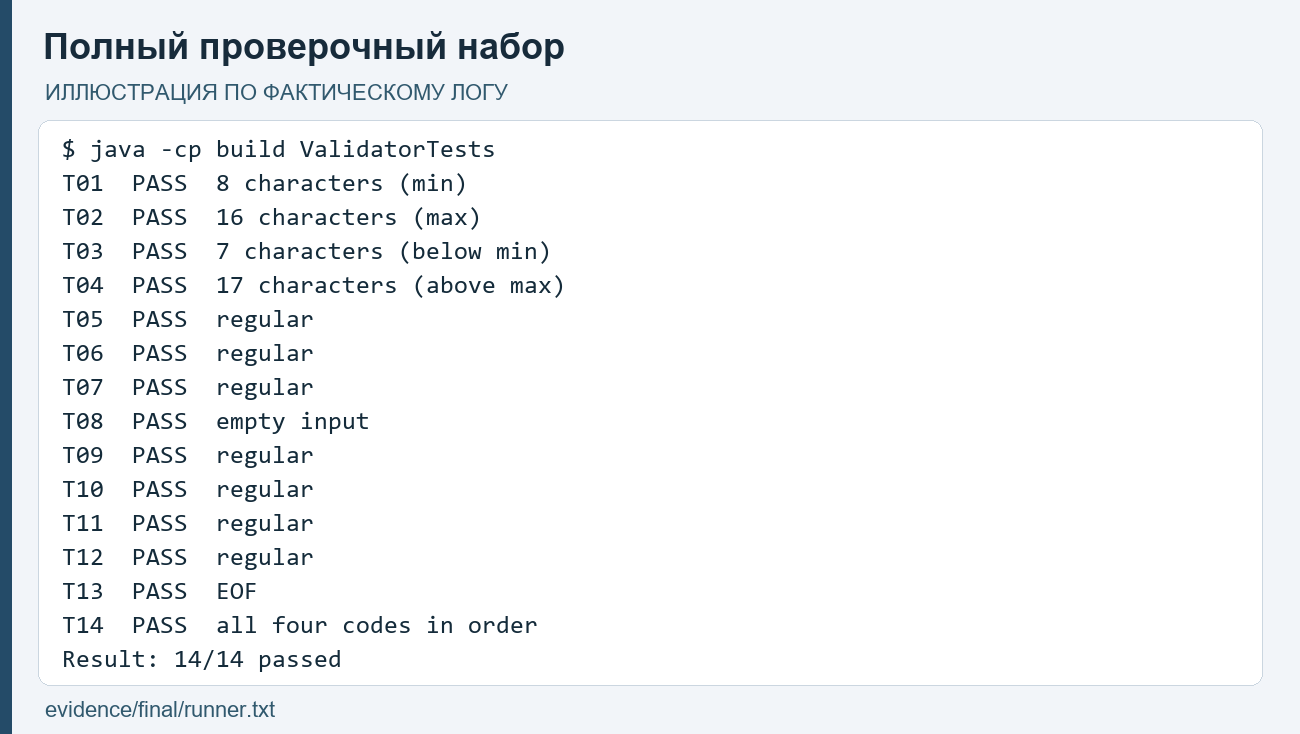 Полный проверочный набор
ИЛЛЮСТРАЦИЯ ПО ФАКТИЧЕСКОМУ ЛОГУ
$ java -cp build ValidatorTests
T01  PASS  8 characters (min)
T02  PASS  16 characters (max)
T03  PASS  7 characters (below min)
T04  PASS  17 characters (above max)
T05  PASS  regular
T06  PASS  regular
T07  PASS  regular
T08  PASS  empty input
T09  PASS  regular
T10  PASS  regular
T11  PASS  regular
T12  PASS  regular
T13  PASS  EOF
T14  PASS  all four codes in order
Result: 14/14 passed
evidence/final/runner.txt